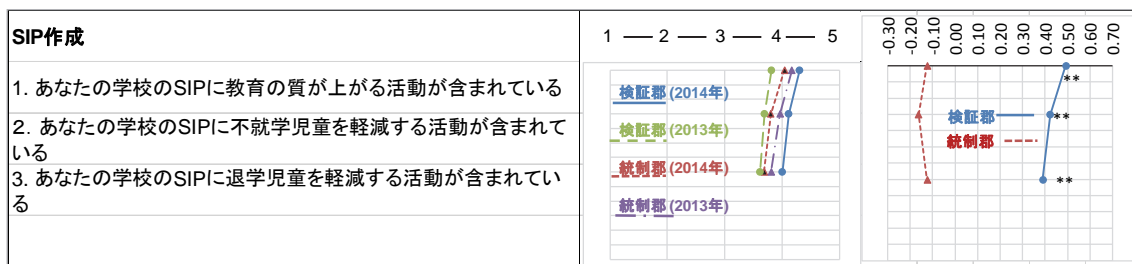 SIP作成
1. あなたの学校のSIPに教育の質が上がる活動が含まれている
2. あなたの学校のSIPに不就学児童を軽減する活動が含まれて
いる
3. あなたの学校のSIPに退学児童を軽減する活動が含まれてい
る
1 — 2 — 3 — 4 — 5
検証郡 (2014年)
検証郡 (2013年)
統制郡 (2014年)
統制郡 (2013年)
-0.30
-0.20
-0.10
0.00
0.10
0.20
0.30
0.40
0.50
0.60
0.70
**
検証郡
**
統制郡
**